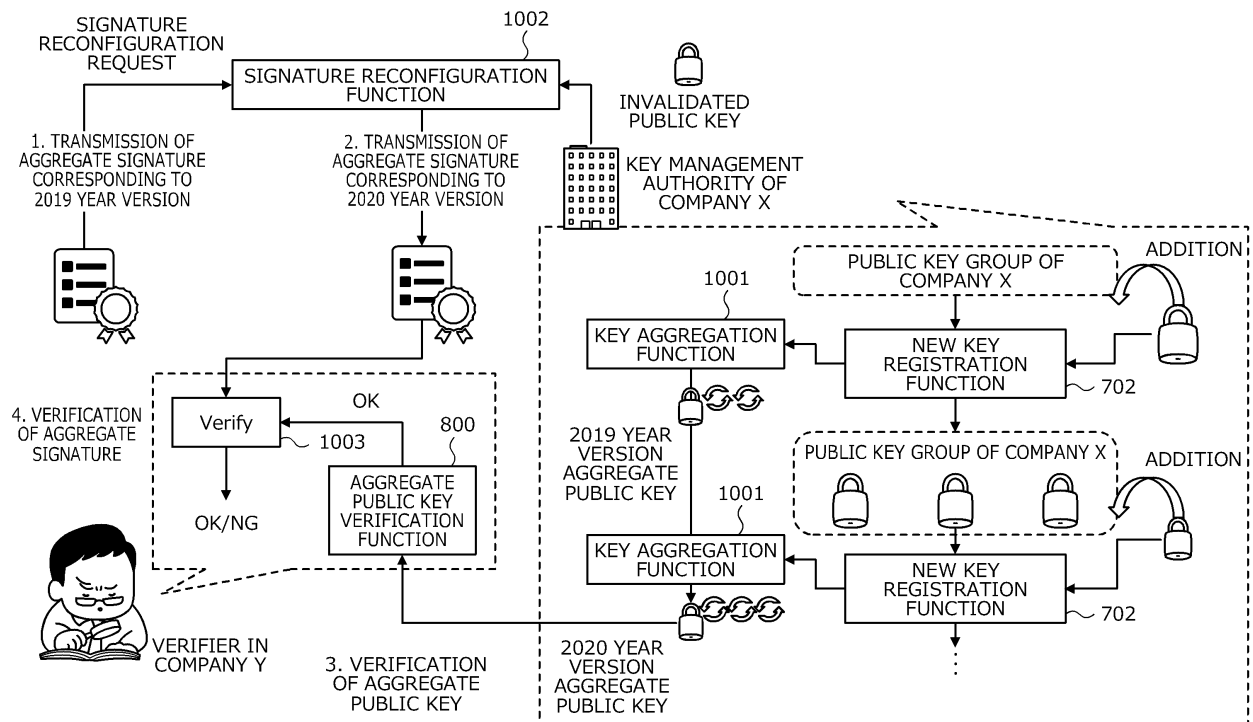 SIGNATURE
RECONFIGURATION
REQUEST
1002
SIGNATURE RECONFIGURATION
FUNCTION
INVALIDATED
PUBLIC KEY
1. TRANSMISSION OF
AGGREGATE SIGNATURE
CORRESPONDING TO
2019 YEAR VERSION
2. TRANSMISSION OF
AGGREGATE SIGNATURE
CORRESPONDING TO
2020 YEAR VERSION
KEY MANAGEMENT
AUTHORITY OF
COMPANY X
PUBLIC KEY GROUP OF
COMPANY X
ADDITION
1001
KEY AGGREGATION
FUNCTION
NEW KEY
REGISTRATION
FUNCTION
702
2019 YEAR
VERSION
AGGREGATE
PUBLIC KEY
PUBLIC KEY GROUP OF COMPANY X
ADDITION
1001
KEY AGGREGATION
FUNCTION
NEW KEY
REGISTRATION
FUNCTION
702
2020 YEAR
VERSION
AGGREGATE
PUBLIC KEY
4. VERIFICATION
OF AGGREGATE
SIGNATURE
Verify
1003
OK
800
AGGREGATE
PUBLIC KEY
VERIFICATION
FUNCTION
OK/NG
VERIFIER IN
COMPANY Y
3. VERIFICATION
OF AGGREGATE
PUBLIC KEY